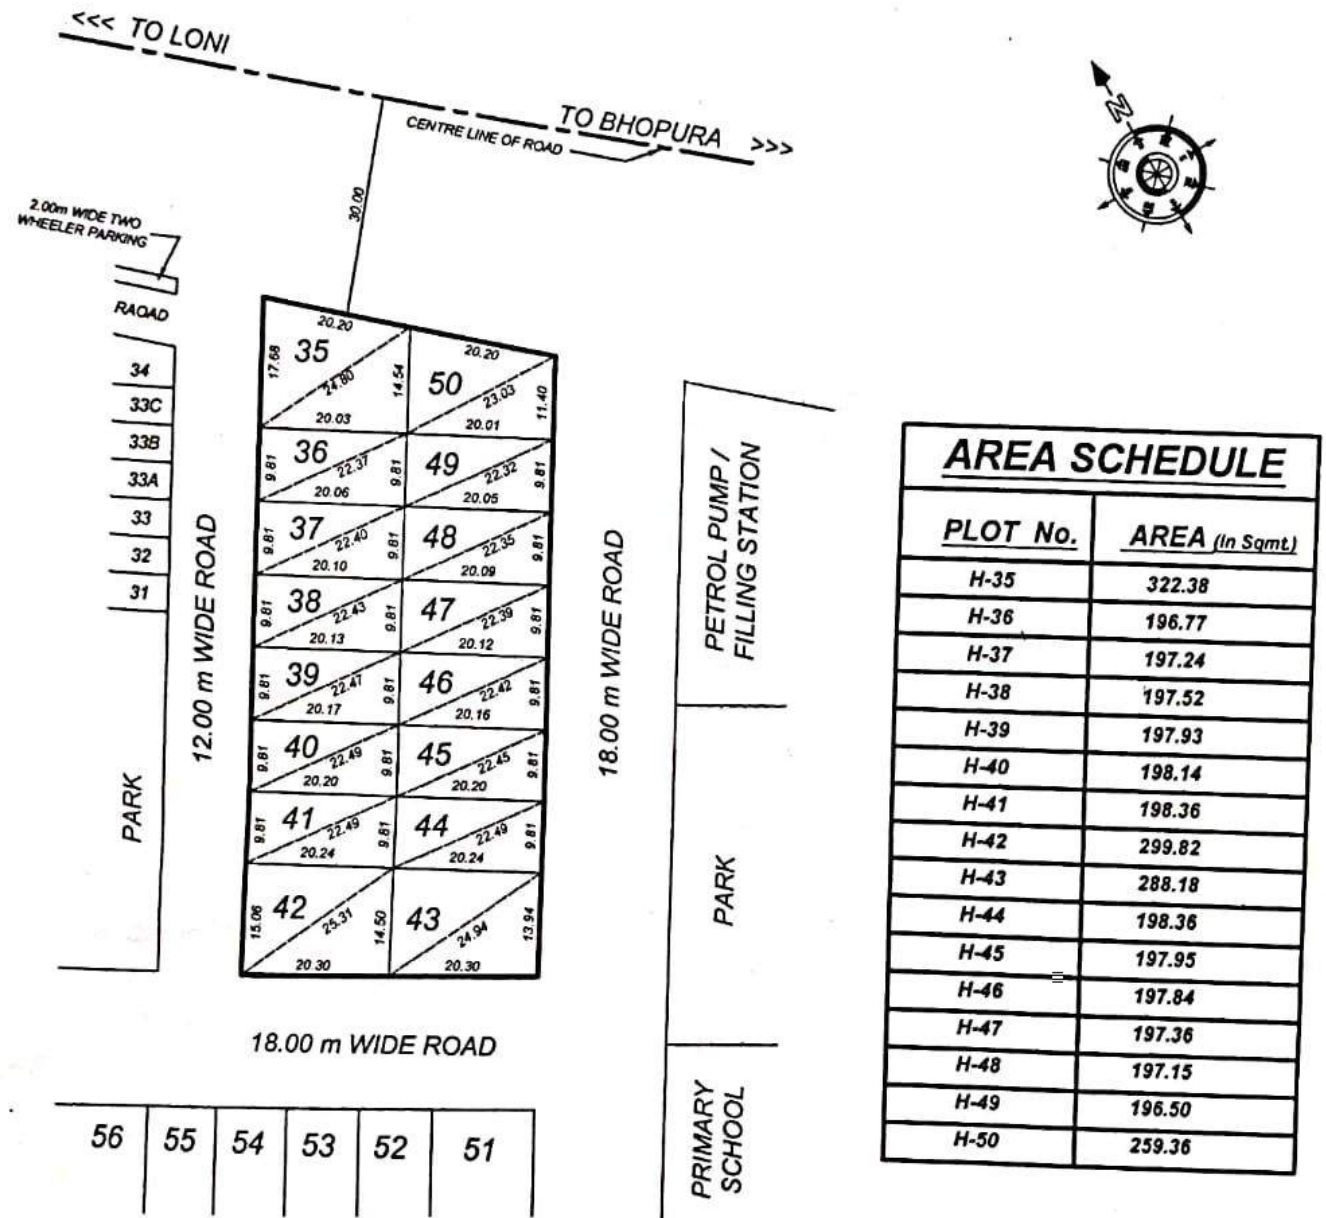 <<< TO LONI
TO BHOPURA >>>
CENTRE LINE OF ROAD
N
30.00
2.00m WIDE TWO
WHEELER PARKING
RAOAD
34
33C
33B
33A
33
32
31
PARK
12.00 m WIDE ROAD
20.20
35
17.68
24.80
14.54
20.03
20.20
50
23.03
11.40
20.01
36
9.81
22.37
9.81
20.06
49
22.32
9.81
20.05
37
9.81
22.40
9.81
20.10
48
22.35
9.81
20.09
38
9.81
22.43
9.81
20.13
47
22.39
9.81
20.12
39
9.81
22.47
9.81
20.17
46
22.42
9.81
20.16
40
9.81
22.49
9.81
20.20
45
22.45
9.81
20.20
41
9.81
22.49
9.81
20.24
44
22.49
9.81
20.24
42
15.06
25.31
14.50
20.30
43
24.94
13.94
20.30
18.00 m WIDE ROAD
PETROL PUMP /
FILLING STATION
PARK
PRIMARY
SCHOOL
18.00 m WIDE ROAD
56 55 54 53 52 51
AREA SCHEDULE
PLOT No. AREA (In Sqmt.)
H-35 322.38
H-36 196.77
H-37 197.24
H-38 197.52
H-39 197.93
H-40 198.14
H-41 198.36
H-42 299.82
H-43 288.18
H-44 198.36
H-45 197.95
H-46 197.84
H-47 197.36
H-48 197.15
H-49 196.50
H-50 259.36